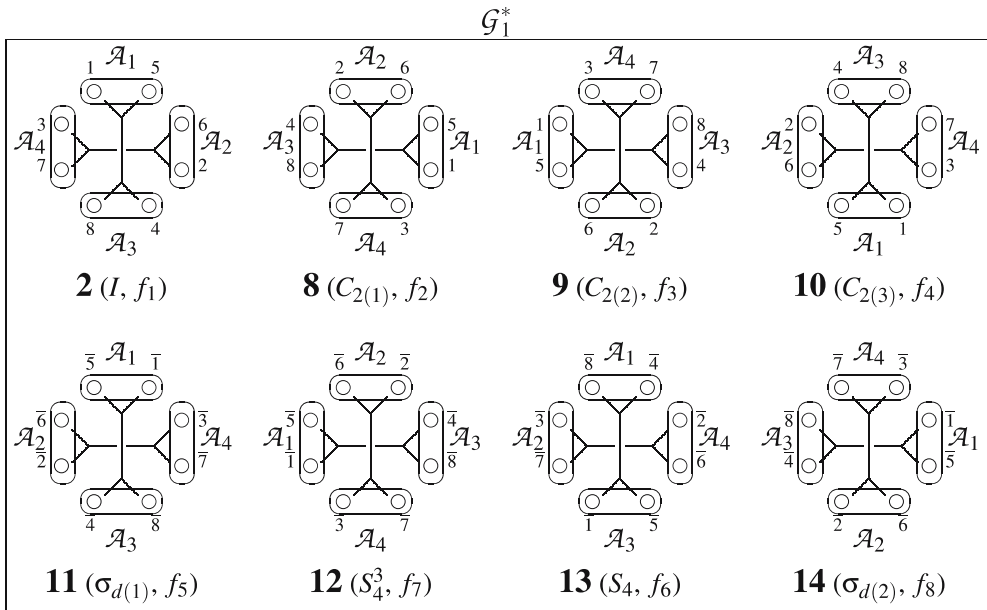 𝒢₁*
𝒜₁ 𝒜₂ 𝒜₄ 𝒜₃
1 5 2 6 3 7 4 8
3 6 4 5 1 8 2 7
𝒜₄ 𝒜₂ 𝒜₃ 𝒜₁ 𝒜₁ 𝒜₃ 𝒜₂ 𝒜₄
7 2 8 1 5 4 6 3
8 4 7 3 6 2 5 1
𝒜₃ 𝒜₄ 𝒜₂ 𝒜₁
2 (I, f₁) 8 (C₂₍₁₎, f₂) 9 (C₂₍₂₎, f₃) 10 (C₂₍₃₎, f₄)
𝒜₁ 𝒜₂ 𝒜₁ 𝒜₄
5̅ 1̅ 6̅ 2̅ 8̅ 4̅ 7̅ 3̅
6̅ 3̅ 5̅ 4̅ 3̅ 2̅ 8̅ 1̅
𝒜₂ 𝒜₄ 𝒜₁ 𝒜₃ 𝒜₂ 𝒜₄ 𝒜₃ 𝒜₁
2̅ 7̅ 1̅ 8̅ 7̅ 6̅ 4̅ 5̅
4̅ 8̅ 3̅ 7̅ 1̅ 5̅ 2̅ 6̅
𝒜₃ 𝒜₄ 𝒜₃ 𝒜₂
11 (σ_d(1), f₅) 12 (S₄³, f₇) 13 (S₄, f₆) 14 (σ_d(2), f₈)